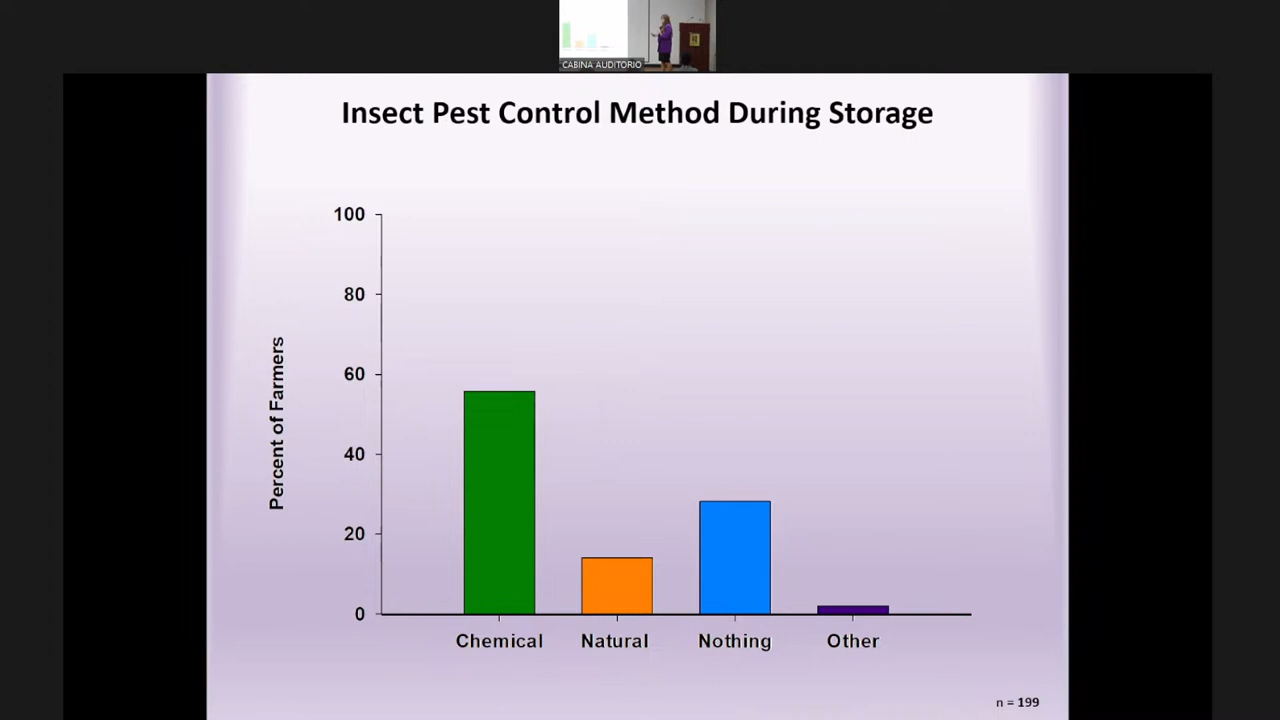 CABINA AUDITORIO
Insect Pest Control Method During Storage
100
80
60
40
20
0
Percent of Farmers
Chemical Natural Nothing Other
n = 199